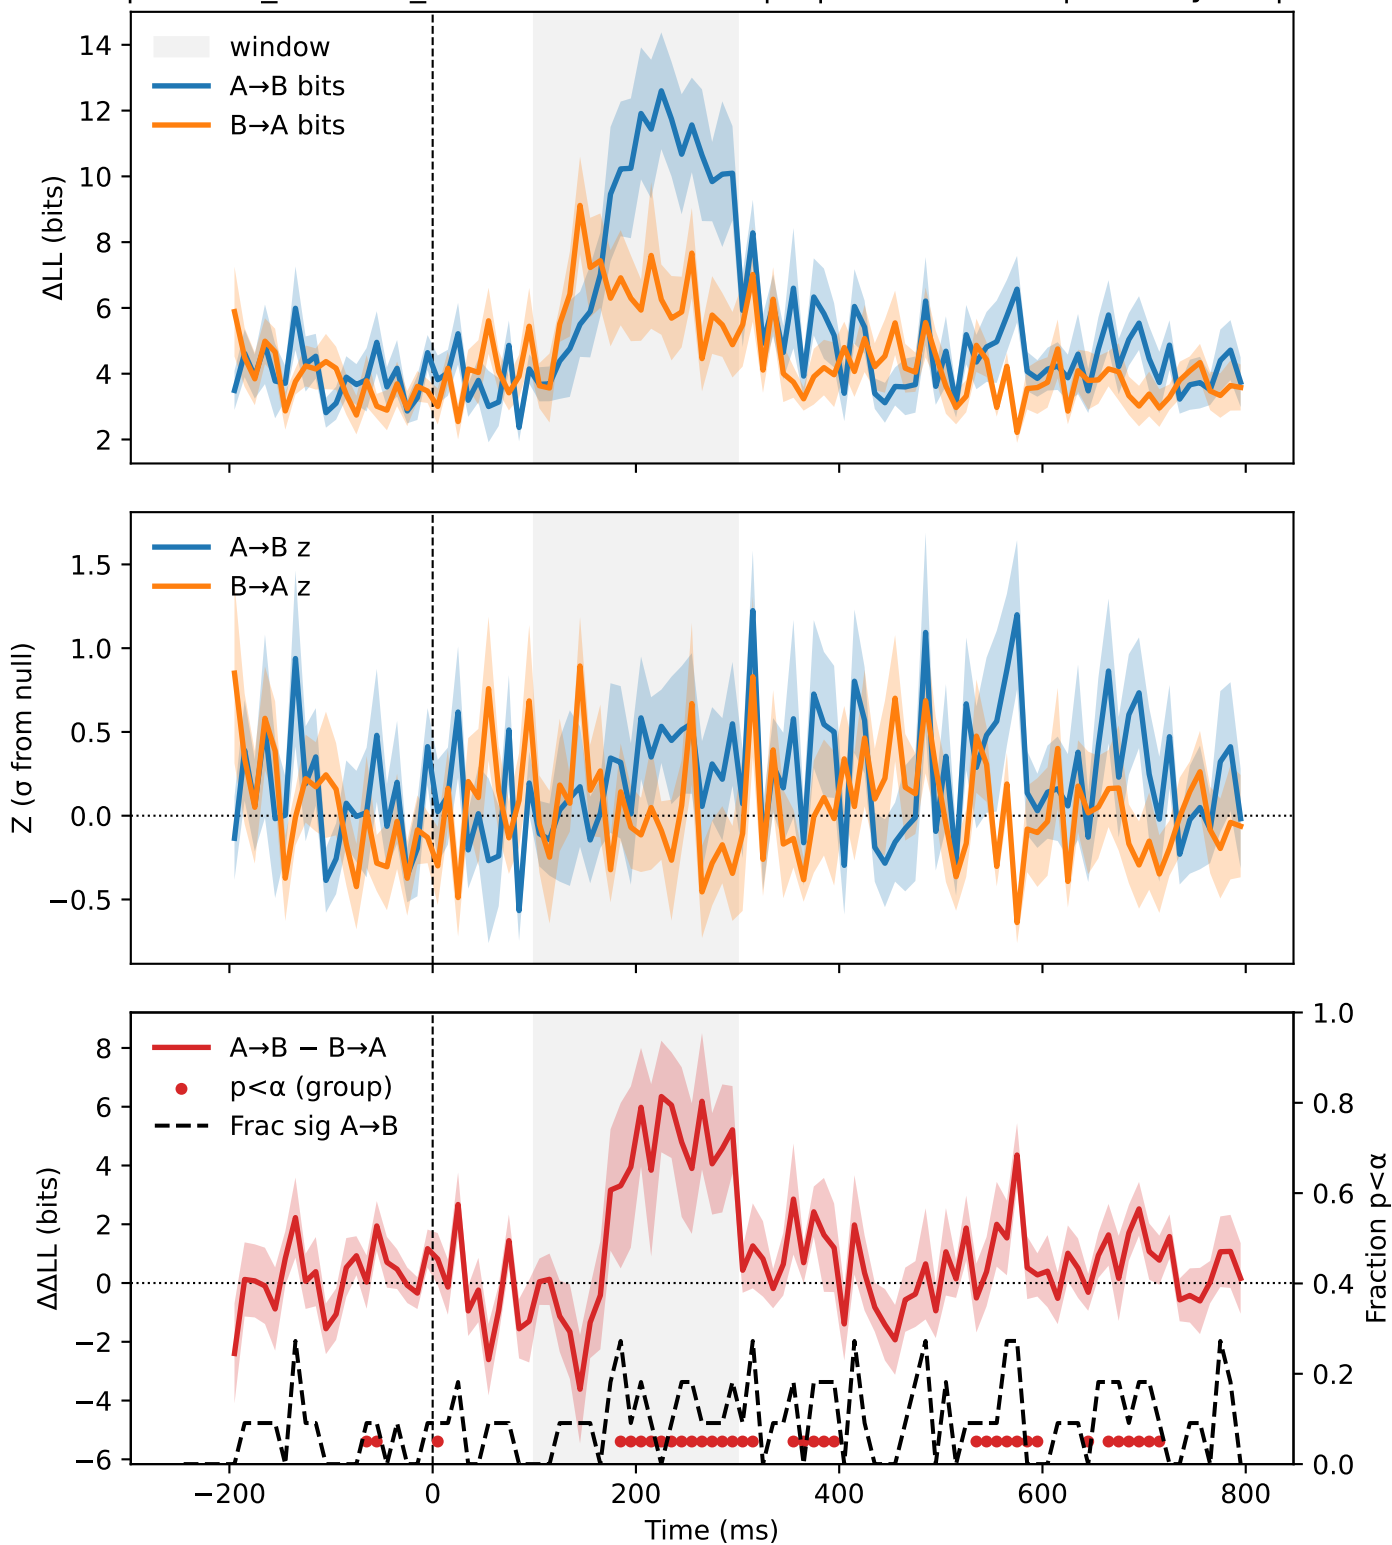 14
12
10
8
6
4
2
ΔLL (bits)
window
A→B bits
B→A bits
1.5
1.0
0.5
0.0
−0.5
Z (σ from null)
A→B z
B→A z
8
6
4
2
0
−2
−4
−6
ΔΔLL (bits)
A→B − B→A
p<α (group)
Frac sig A→B
1.0
0.8
0.6
0.4
0.2
0.0
Fraction p<α
−200 0 200 400 600 800
Time (ms)